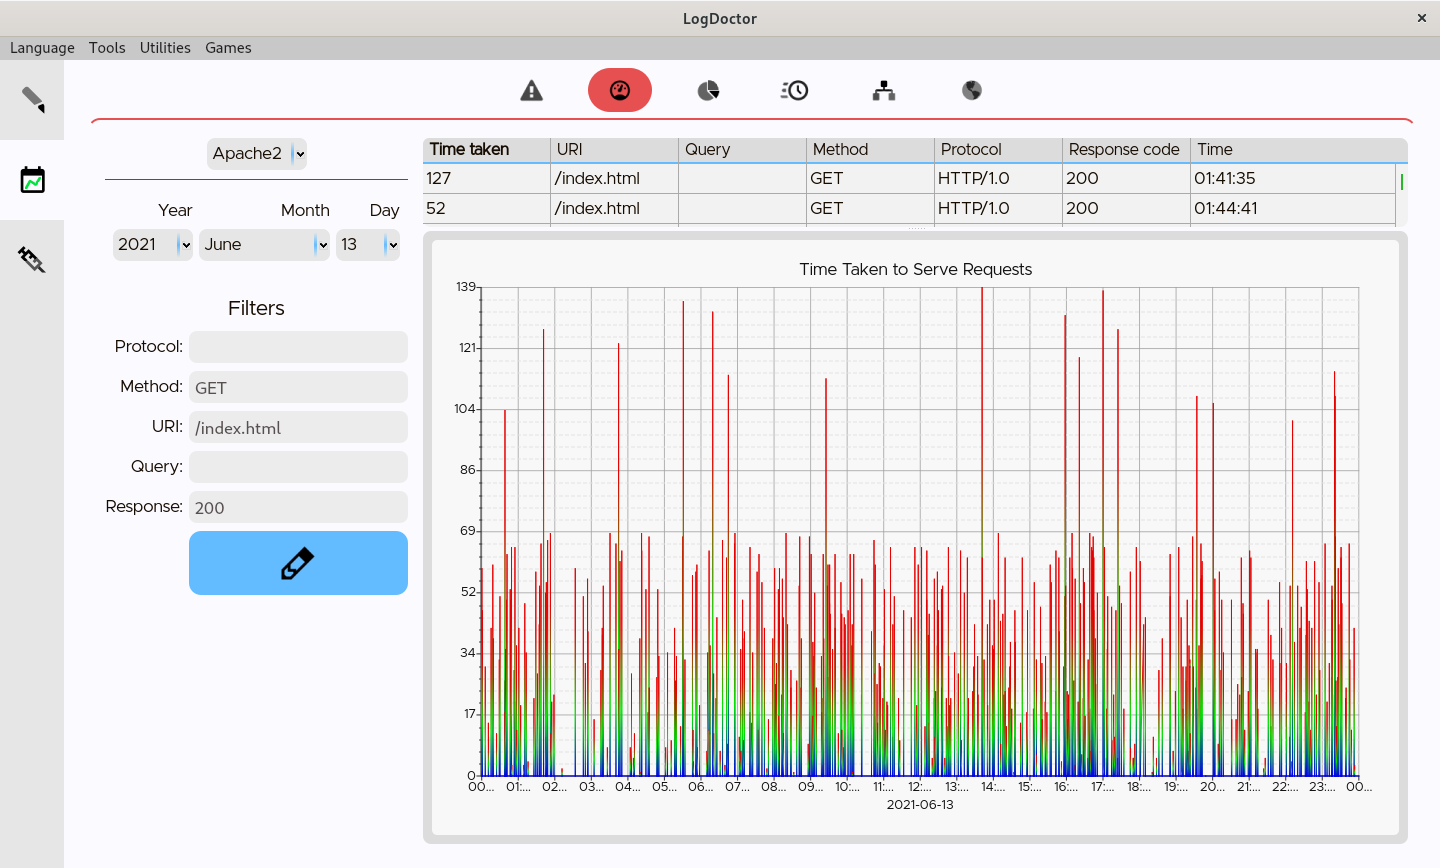 LogDoctor
Language Tools Utilities Games
Apache2
Year Month Day
2021 June 13
Filters
Protocol:
Method: GET
URI: /index.html
Query:
Response: 200
Time taken URI Query Method Protocol Response code Time
127 /index.html GET HTTP/1.0 200 01:41:35
52 /index.html GET HTTP/1.0 200 01:44:41
Time Taken to Serve Requests
139
121
104
86
69
52
34
17
0
00... 01:... 02... 03... 04... 05... 06... 07... 08... 09... 10:... 11:... 12:... 13:... 14:... 15:... 16:... 17:... 18:... 19:... 20... 21:... 22:... 23:... 00...
2021-06-13